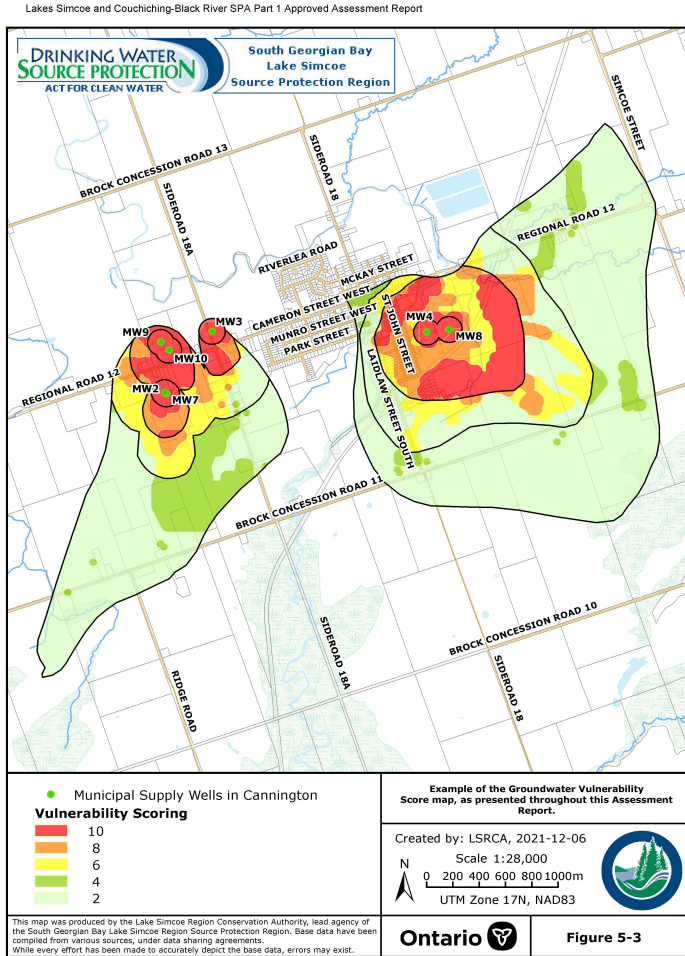 Lakes Simcoe and Couchiching-Black River SPA Part 1 Approved Assessment Report
DRINKING WATER
SOURCE PROTECTION
ACT FOR CLEAN WATER
South Georgian Bay
Lake Simcoe
Source Protection Region
SIMCOE STREET
BROCK CONCESSION ROAD 13
SIDEROAD 18
SIDEROAD 18A
REGIONAL ROAD 12
RIVERLEA ROAD
MCKAY STREET
CAMERON STREET WEST
MUNRO STREET WEST
PARK STREET
ST JOHN STREET
LAIDLAW STREET SOUTH
MW9
MW3
MW10
MW4
MW8
MW2
MW7
REGIONAL ROAD 12
BROCK CONCESSION ROAD 11
BROCK CONCESSION ROAD 10
SIDEROAD 18A
RIDGE ROAD
SIDEROAD 18
Municipal Supply Wells in Cannington
Vulnerability Scoring
10
8
6
4
2
This map was produced by the Lake Simcoe Region Conservation Authority, lead agency of
the South Georgian Bay Lake Simcoe Region Source Protection Region. Base data have been
compiled from various sources, under data sharing agreements.
While every effort has been made to accurately depict the base data, errors may exist.
Example of the Groundwater Vulnerability
Score map, as presented throughout this Assessment
Report.
Created by: LSRCA, 2021-12-06
Scale 1:28,000
N
0 200 400 600 800 1000m
UTM Zone 17N, NAD83
Ontario
Figure 5-3